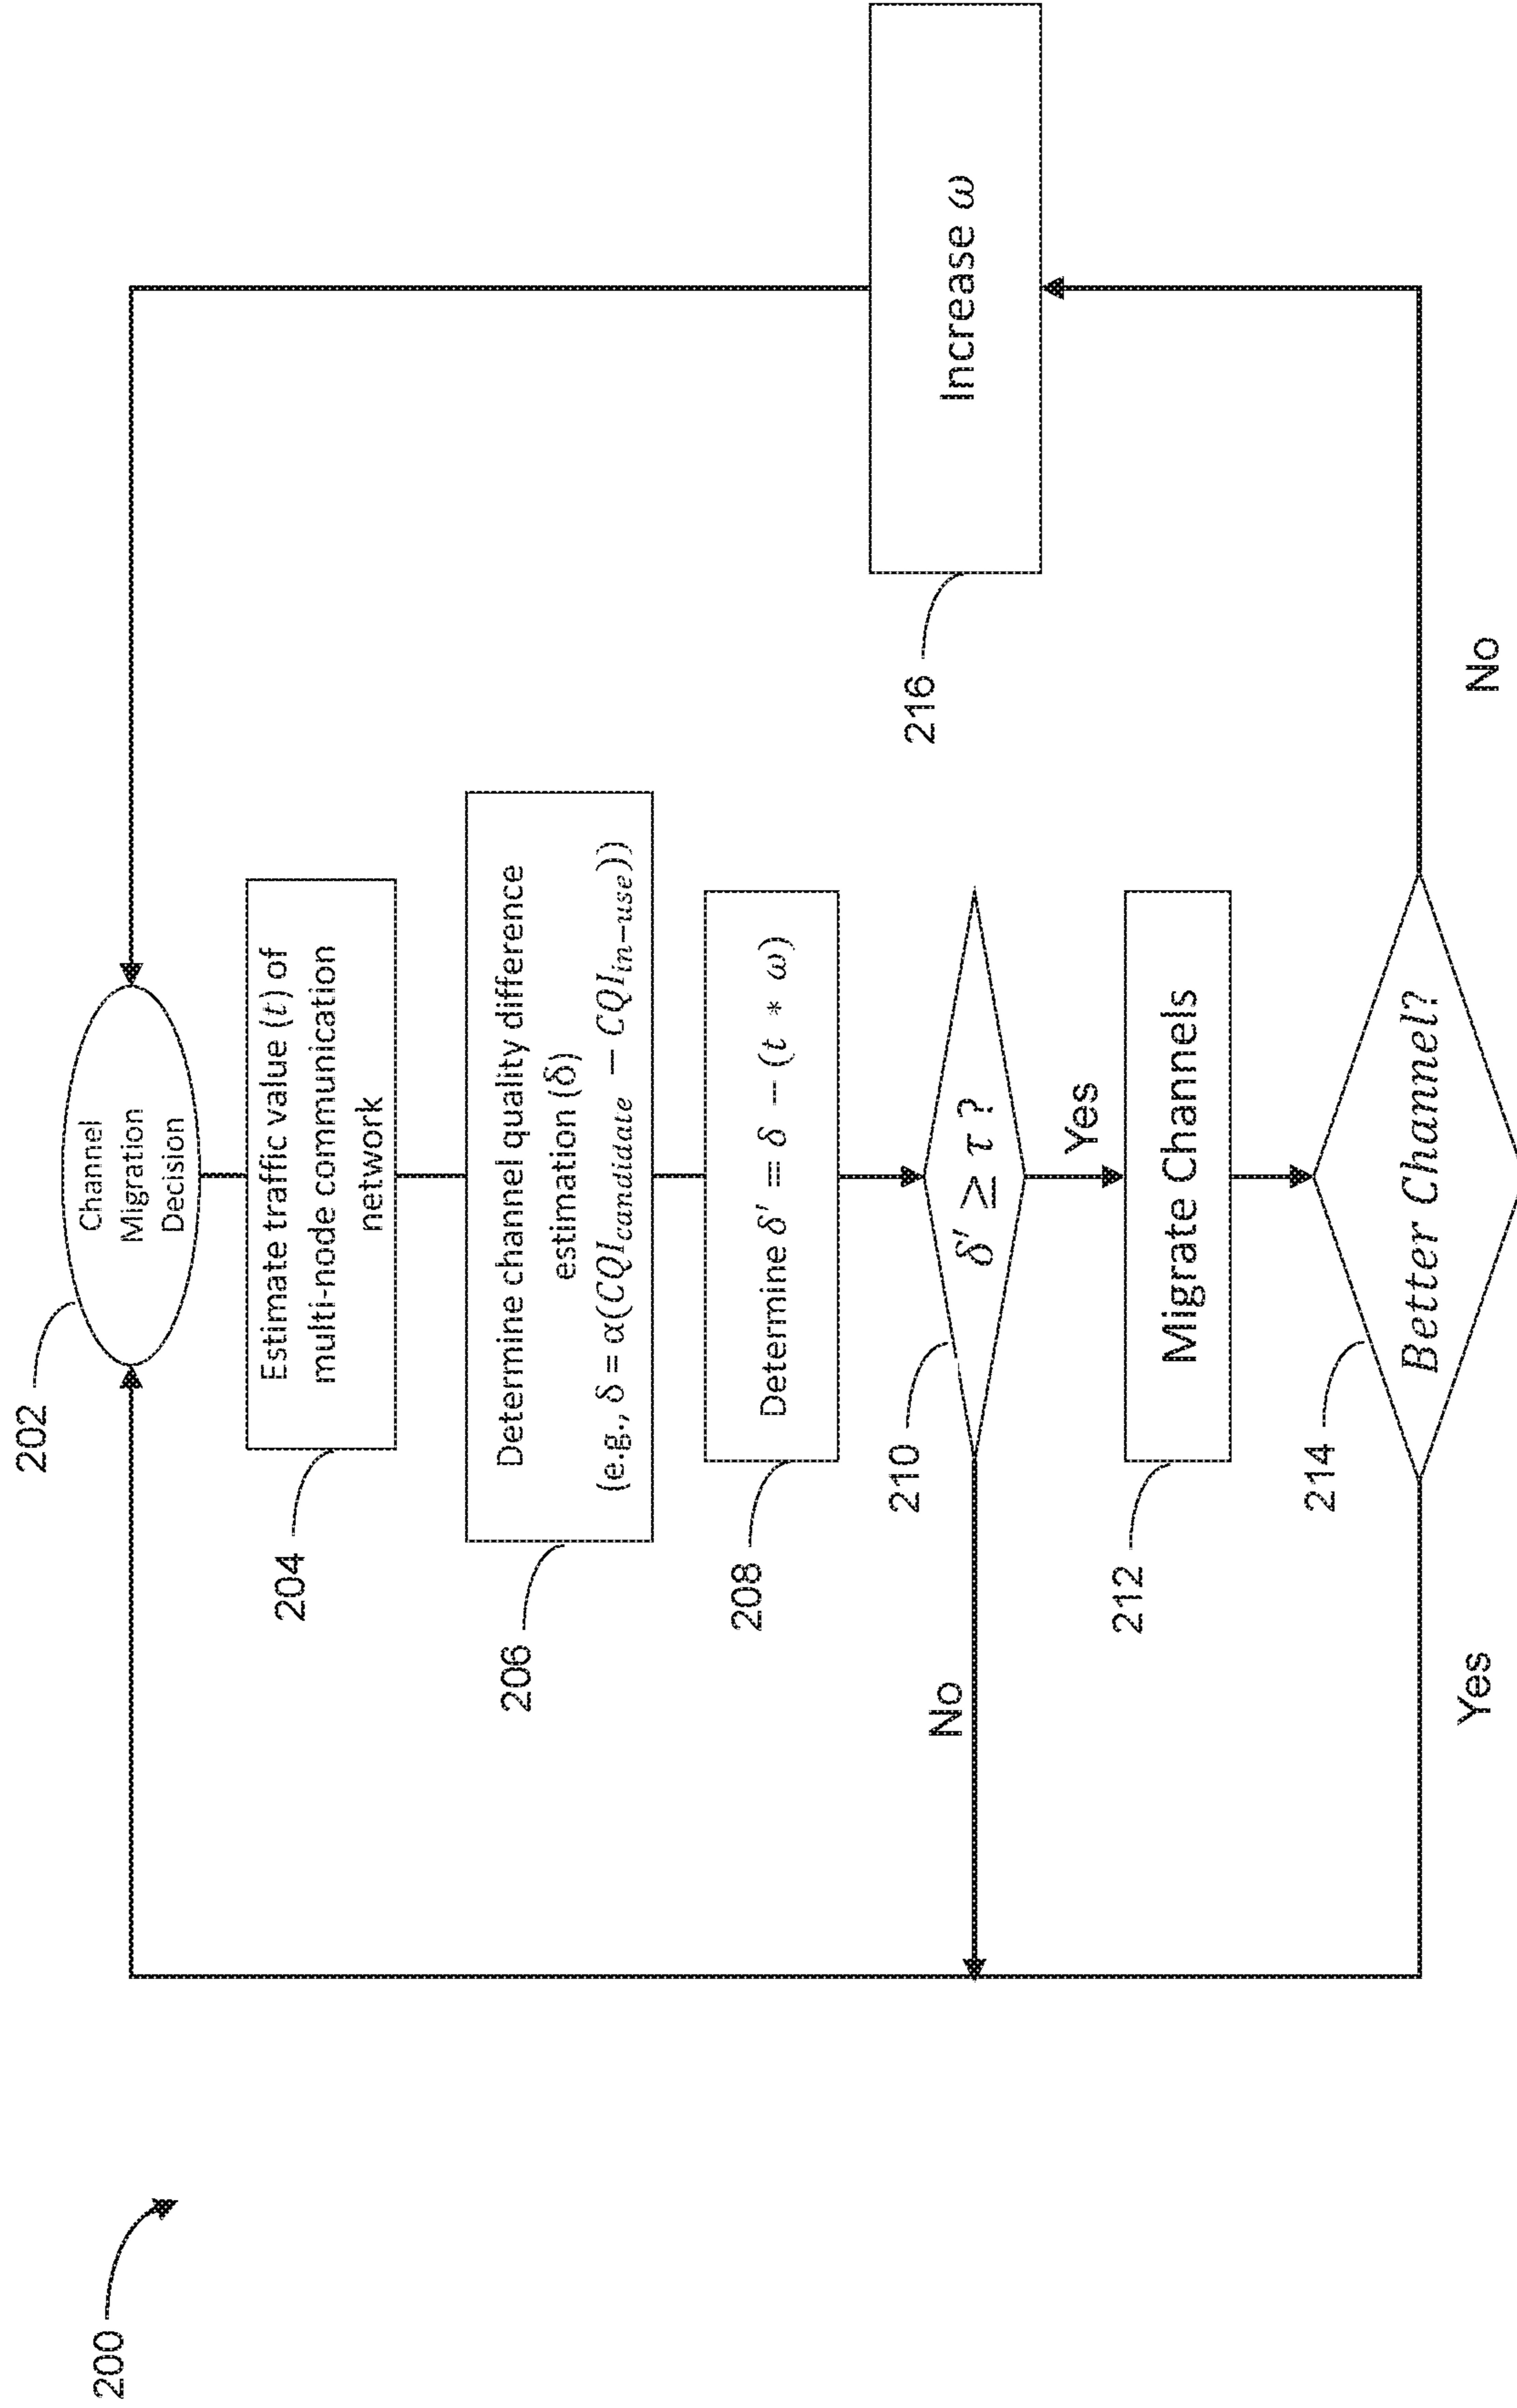 200
202
Channel
Migration
Decision
204
Estimate traffic value (t) of
multi-node communication
network
206
Determine channel quality difference
estimation (δ)
(e.g., δ = α(CQI_candidate − CQI_in−use))
208
Determine δ′ = δ − (t * ω)
210
δ′ ≥ τ ?
No
Yes
212
Migrate Channels
214
Better Channel?
Yes
No
216
Increase ω